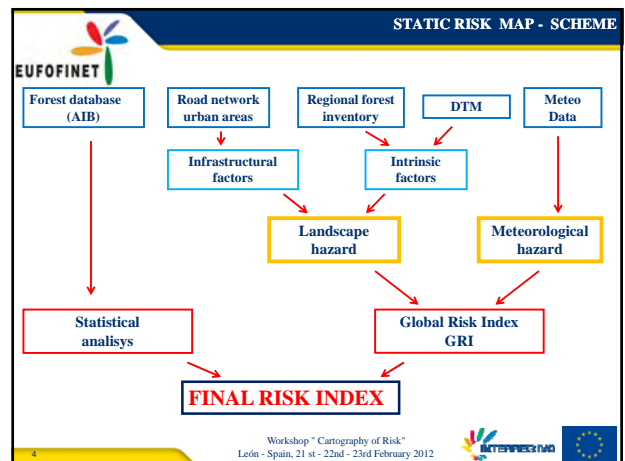 STATIC RISK MAP - SCHEME
EUFOFINET
Forest database
(AIB)
Road network
urban areas
Regional forest
inventory
DTM
Meteo
Data
Infrastructural
factors
Intrinsic
factors
Landscape
hazard
Meteorological
hazard
Statistical
analisys
Global Risk Index
GRI
FINAL RISK INDEX
4
Workshop " Cartography of Risk"
León - Spain, 21 st - 22nd - 23rd February 2012
INTERREG IVC